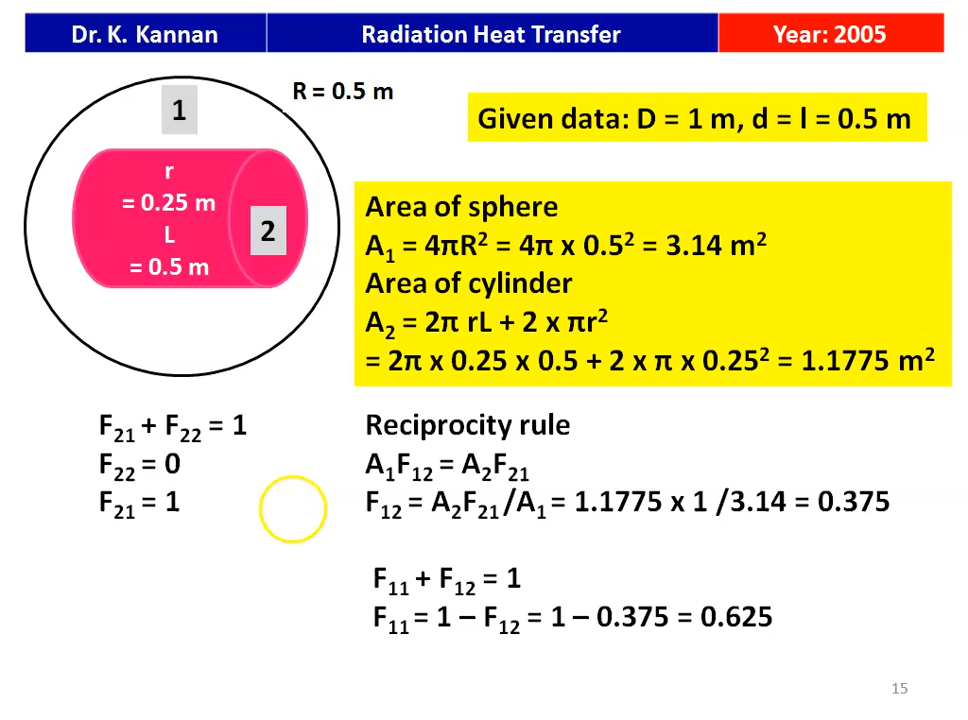 Dr. K. Kannan
Radiation Heat Transfer
Year: 2005
R = 0.5 m
1
Given data: D = 1 m, d = l = 0.5 m
r
= 0.25 m
L
= 0.5 m
2
Area of sphere
A₁ = 4πR² = 4π x 0.5² = 3.14 m²
Area of cylinder
A₂ = 2π rL + 2 x πr²
= 2π x 0.25 x 0.5 + 2 x π x 0.25² = 1.1775 m²
F₂₁ + F₂₂ = 1
F₂₂ = 0
F₂₁ = 1
Reciprocity rule
A₁F₁₂ = A₂F₂₁
F₁₂ = A₂F₂₁/A₁ = 1.1775 x 1 /3.14 = 0.375
F₁₁ + F₁₂ = 1
F₁₁ = 1 – F₁₂ = 1 – 0.375 = 0.625
15